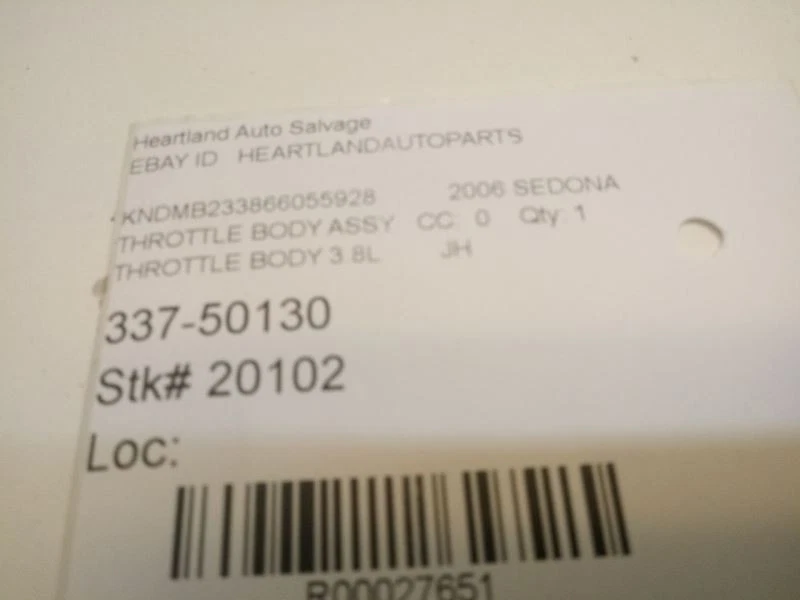 Heartland Auto Salvage
EBAY ID HEARTLANDAUTOPARTS
KNDMB233866055928 2006 SEDONA
THROTTLE BODY ASSY CC: 0 Qty: 1
THROTTLE BODY 3.8L JH
337-50130
Stk# 20102
Loc:
R00027651